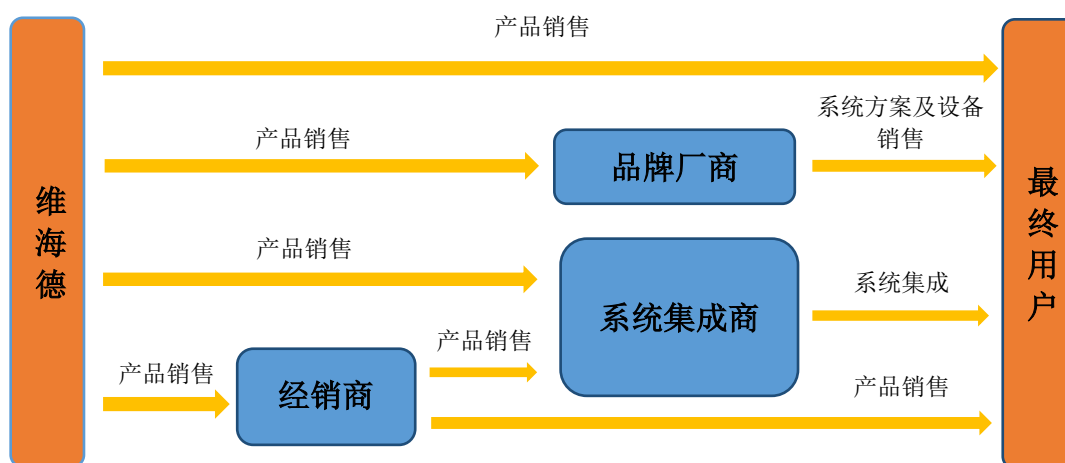 产品销售
系统方案及设备
销售
产品销售
品牌厂商
维海德
最终用户
产品销售
系统集成
系统集成商
产品销售
产品销售
经销商
产品销售